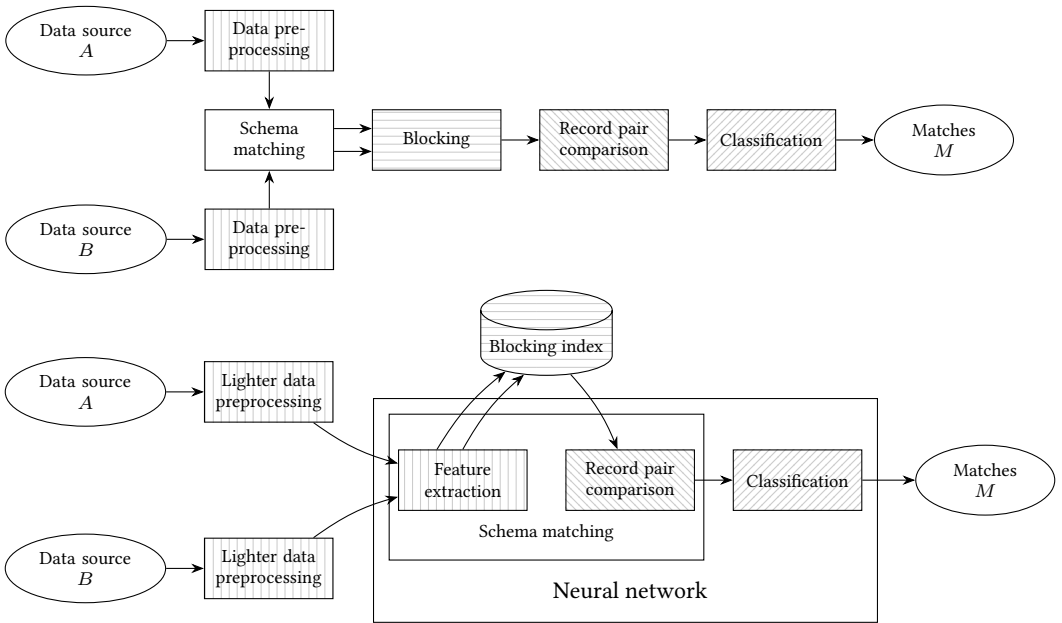 Data source
A
Data pre-
processing
Schema
matching
Blocking
Record pair
comparison
Classification
Matches
M
Data source
B
Data pre-
processing
Blocking index
Data source
A
Lighter data
preprocessing
Feature
extraction
Record pair
comparison
Classification
Matches
M
Schema matching
Data source
B
Lighter data
preprocessing
Neural network